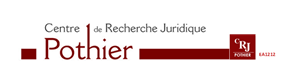 Centre de Recherche Juridique
Pothier
CRJ
POTHIER
EA1212